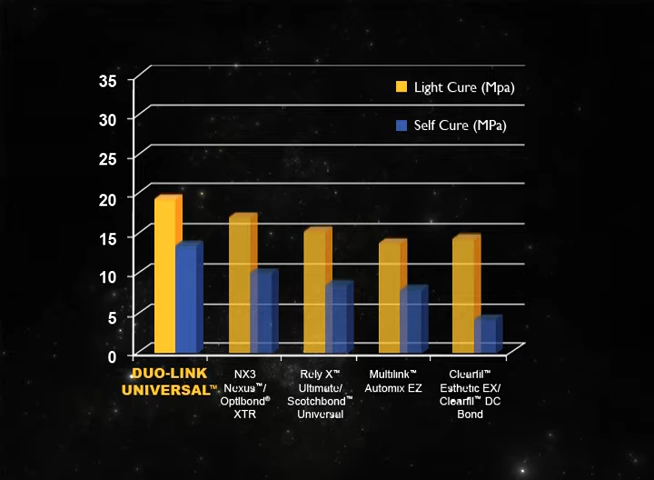 35
30
25
20
15
10
5
0
Light Cure (Mpa)
Self Cure (MPa)
DUO-LINK
UNIVERSAL™
NX3
Nexus™/
Optibond®
XTR
Rely X™
Ultimate/
Scotchbond™
Universal
Multilink™
Automix EZ
Clearfil™
Esthetic EX/
Clearfil™ DC
Bond